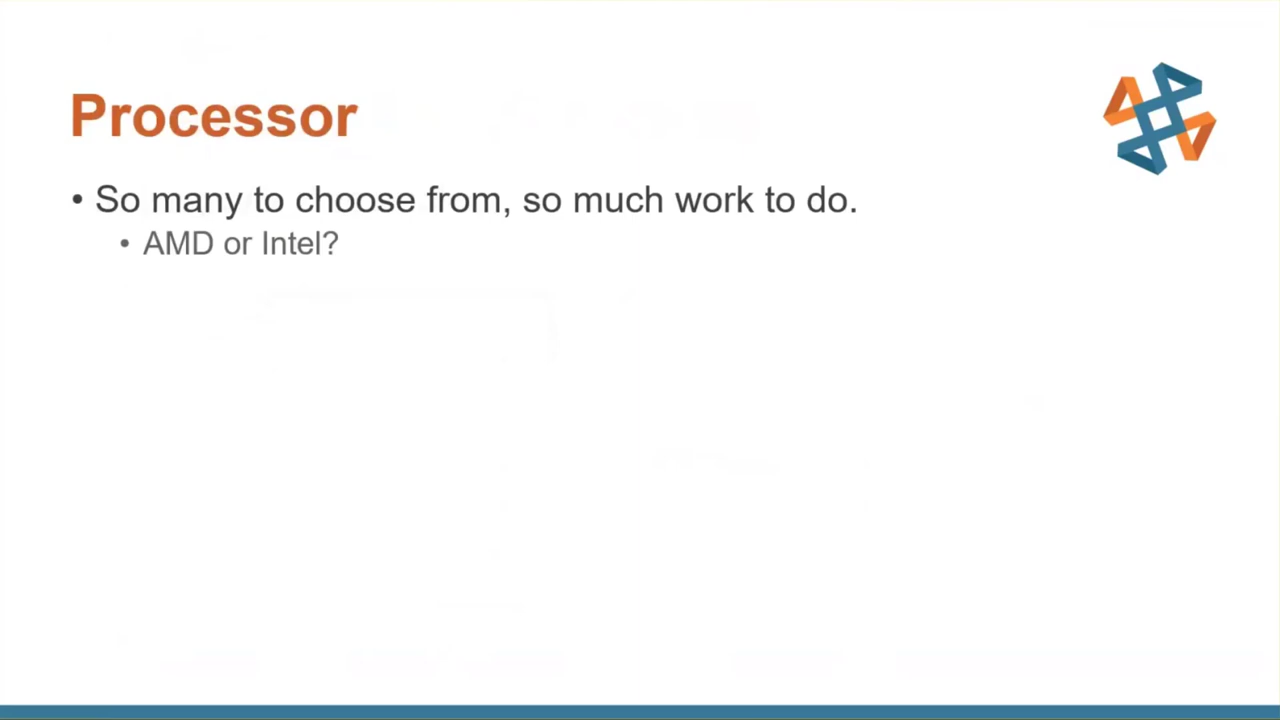 Processor
• So many to choose from, so much work to do.
• AMD or Intel?